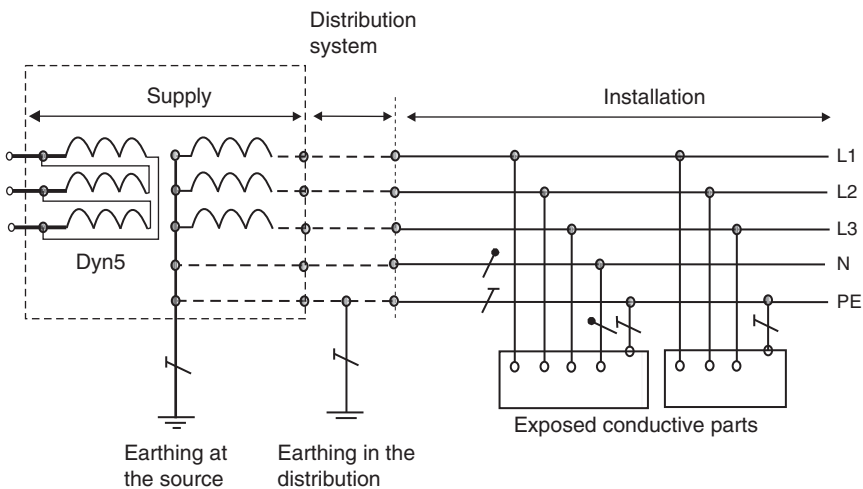 Distribution
system
Supply
Installation
L1
L2
L3
Dyn5
N
PE
Exposed conductive parts
Earthing at
the source
Earthing in the
distribution